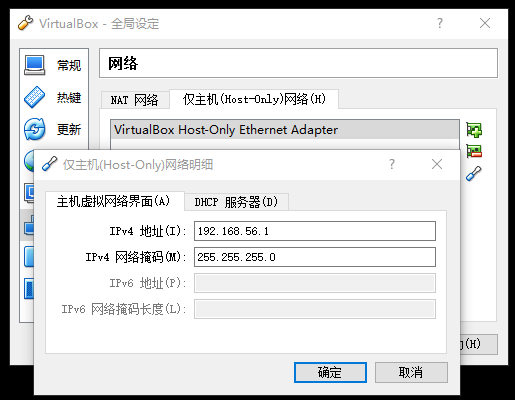 VirtualBox - 全局设定
常规
热键
更新
网络
NAT 网络
仅主机(Host-Only)网络(H)
VirtualBox Host-Only Ethernet Adapter
仅主机(Host-Only)网络明细
主机虚拟网络界面(A)
DHCP 服务器(D)
IPv4 地址(I):
192.168.56.1
IPv4 网络掩码(M):
255.255.255.0
IPv6 地址(P):
IPv6 网络掩码长度(L):
(H)
确定
取消